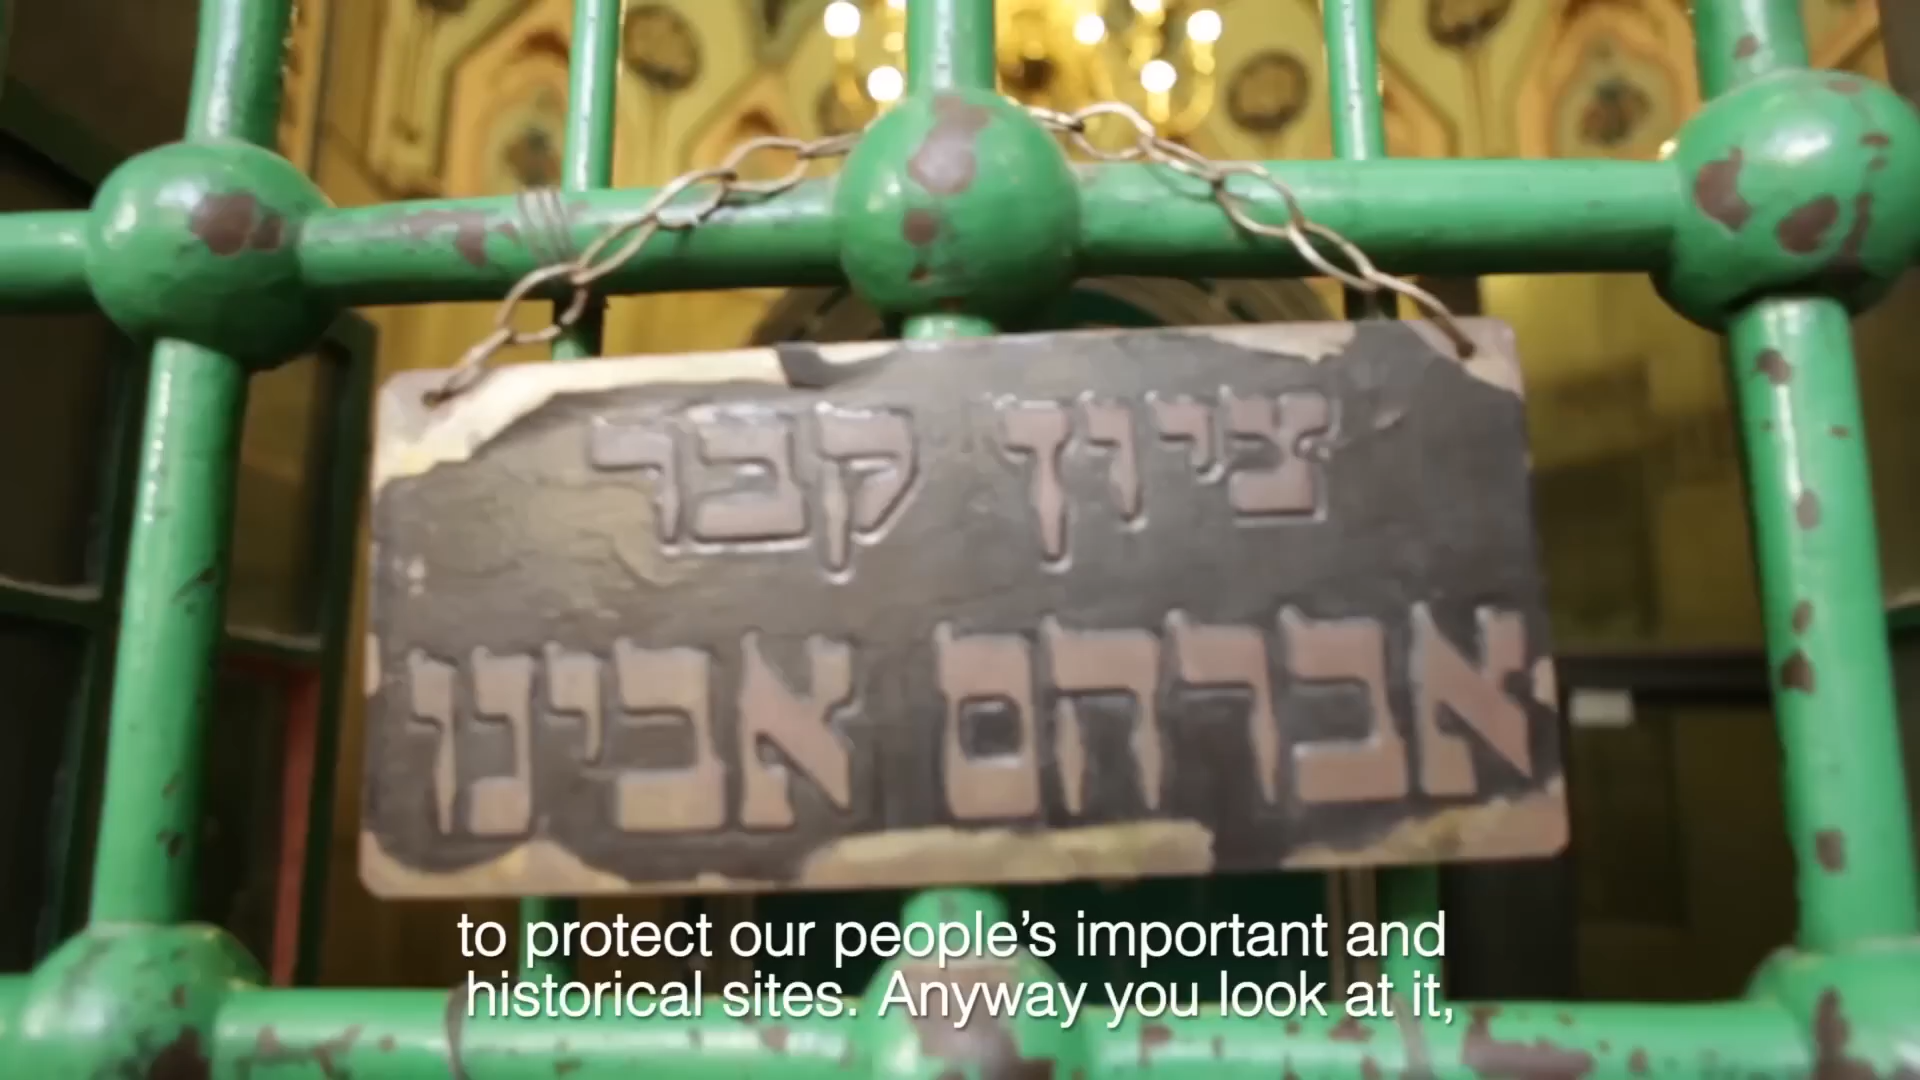 ציון קבר
אברהם אבינו
to protect our people’s important and
historical sites. Anyway you look at it,